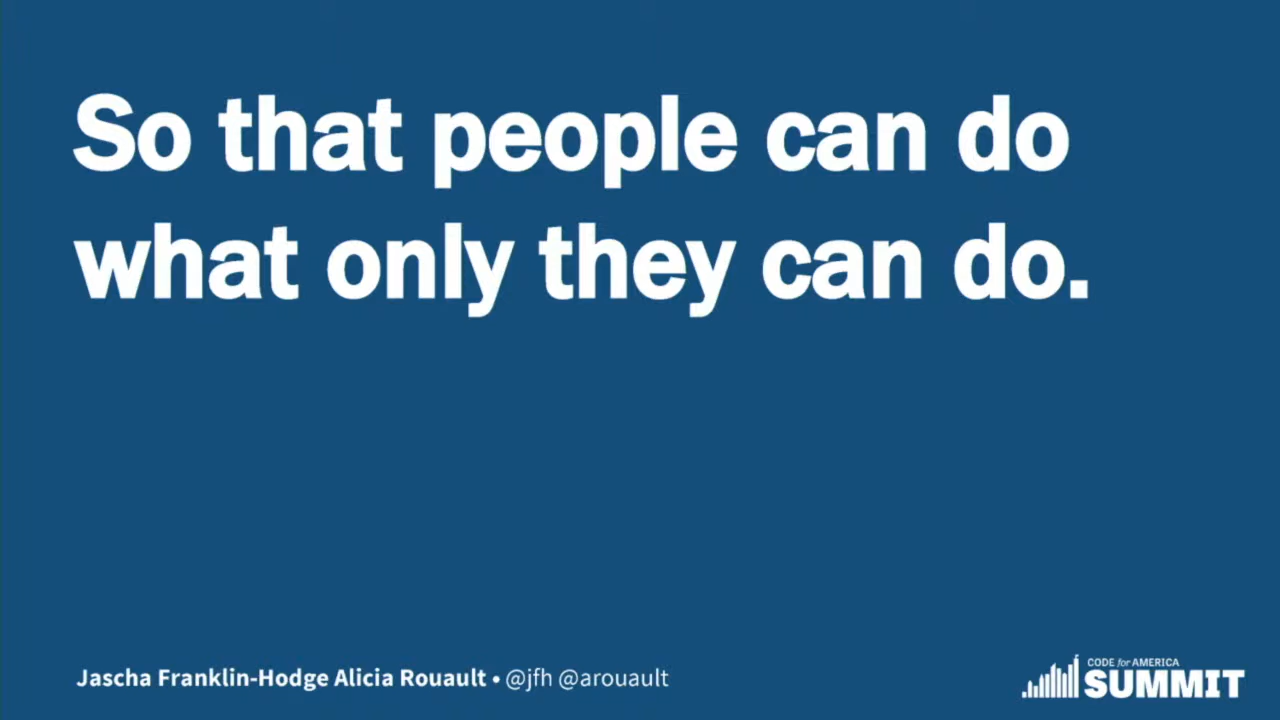 So that people can do
what only they can do.
Jascha Franklin-Hodge Alicia Rouault • @jfh @arouault
CODE for AMERICA
SUMMIT